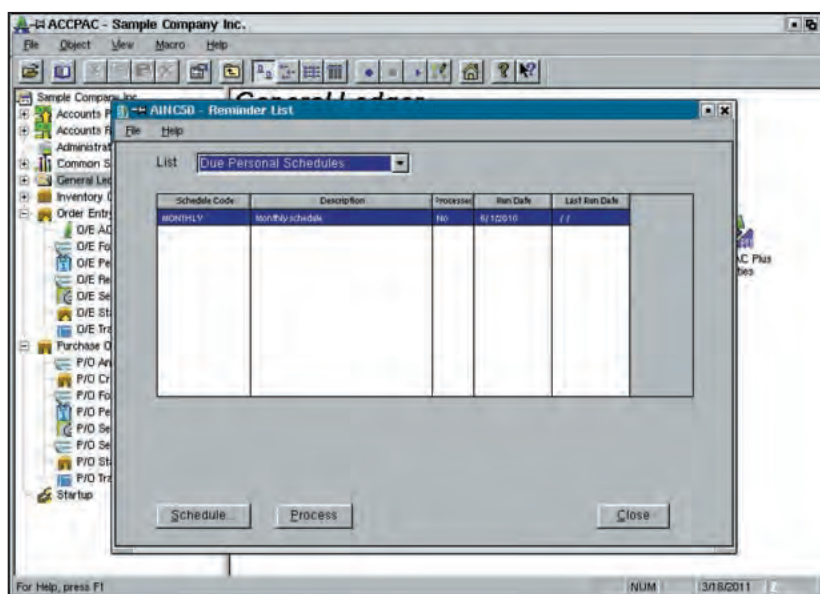 ACCPAC - Sample Company Inc.
File Object View Macro Help
Sample Company Inc.
General Ledger
AINC50 - Reminder List
File Help
Accounts P
Accounts R
Administrat
Common S
General Led
Inventory C
Order Entry
O/E AC
O/E Fo
O/E Pe
O/E Re
O/E Se
O/E Sta
O/E Tra
Purchase O
P/O An
P/O Cr
P/O Fo
P/O Pe
P/O Se
P/O Se
P/O Sta
P/O Tra
Startup
List Due Personal Schedules
Schedule Code Description Processed Run Date Last Run Date
MONTHLY Monthly schedule No 6/1/2010 / /
AC Plus
ties
Schedule... Process Close
For Help, press F1 NUM 3/18/2011